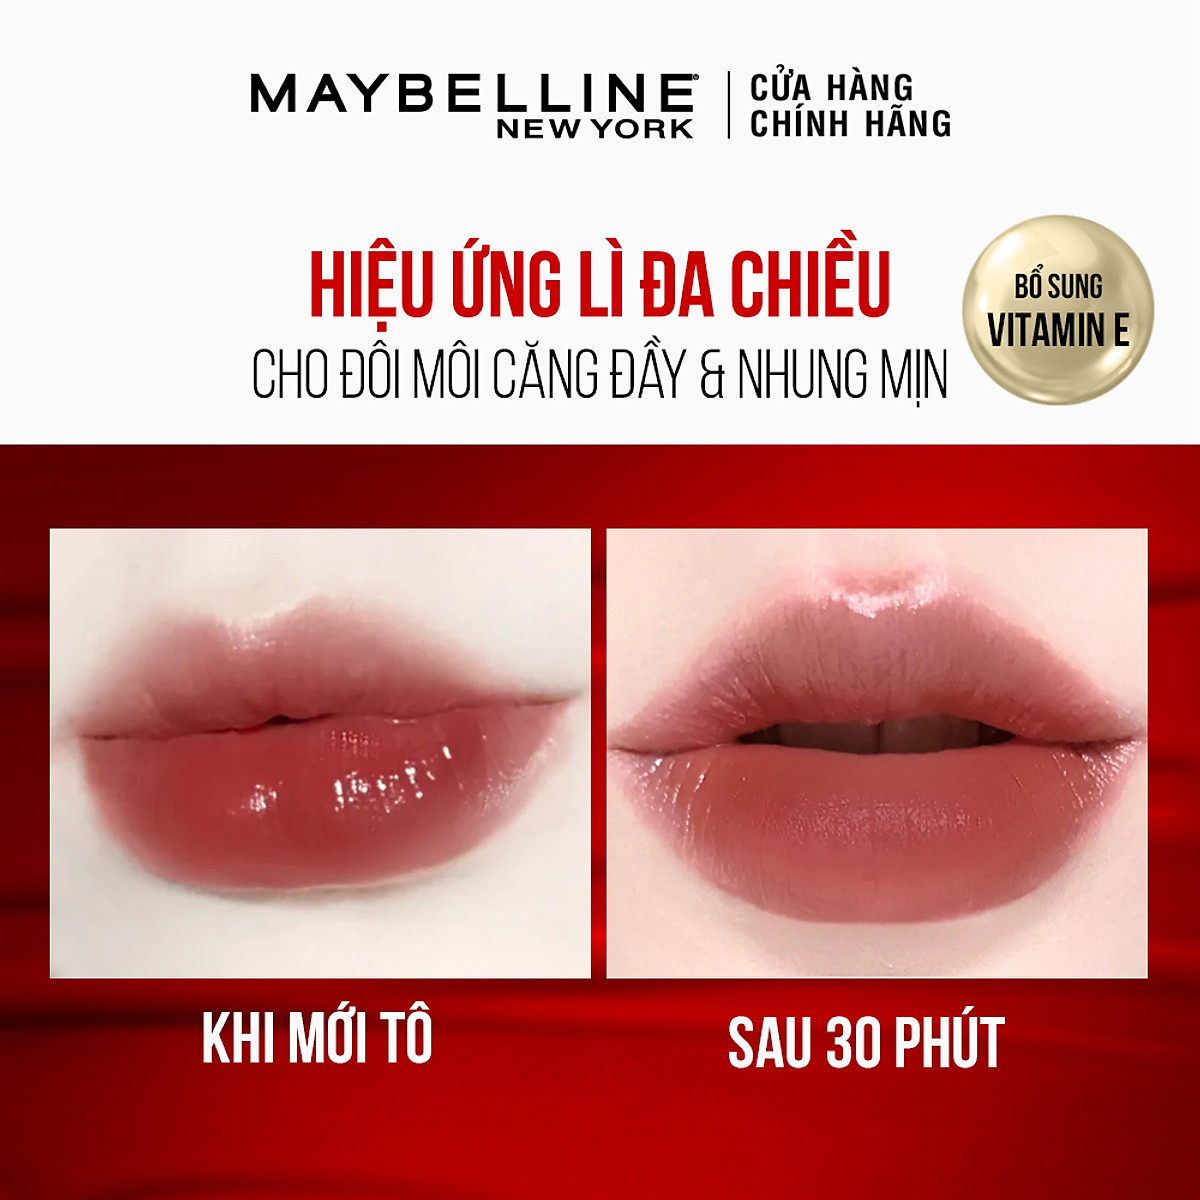 MAYBELLINE
NEW YORK
CỬA HÀNG
CHÍNH HÃNG
HIỆU ỨNG LÌ ĐA CHIỀU
CHO ĐÔI MÔI CĂNG ĐẦY & NHUNG MỊN
BỔ SUNG
VITAMIN E
KHI MỚI TÔ
SAU 30 PHÚT